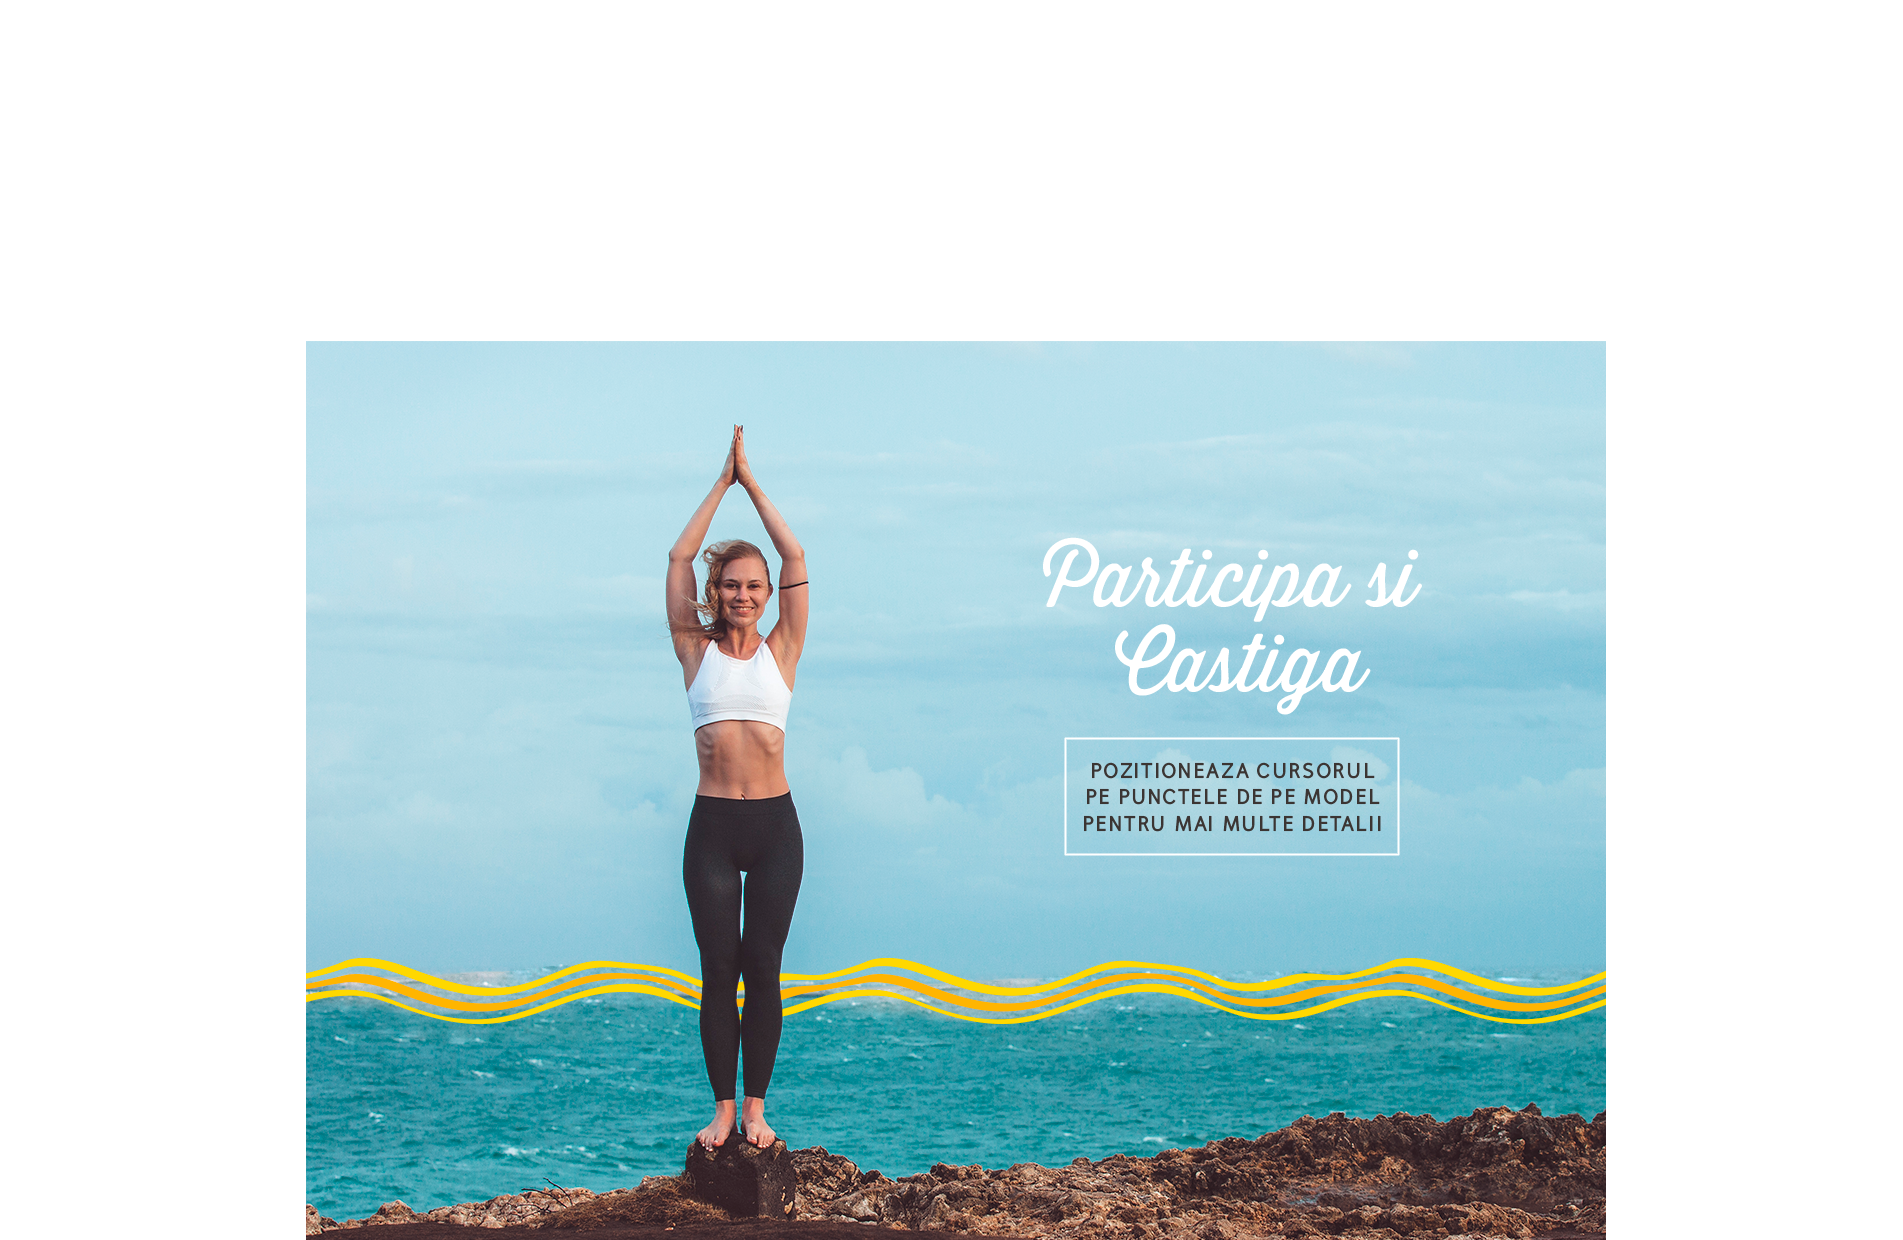 Participa si
Castiga
POZITIONEAZA CURSORUL
PE PUNCTELE DE PE MODEL
PENTRU MAI MULTE DETALII